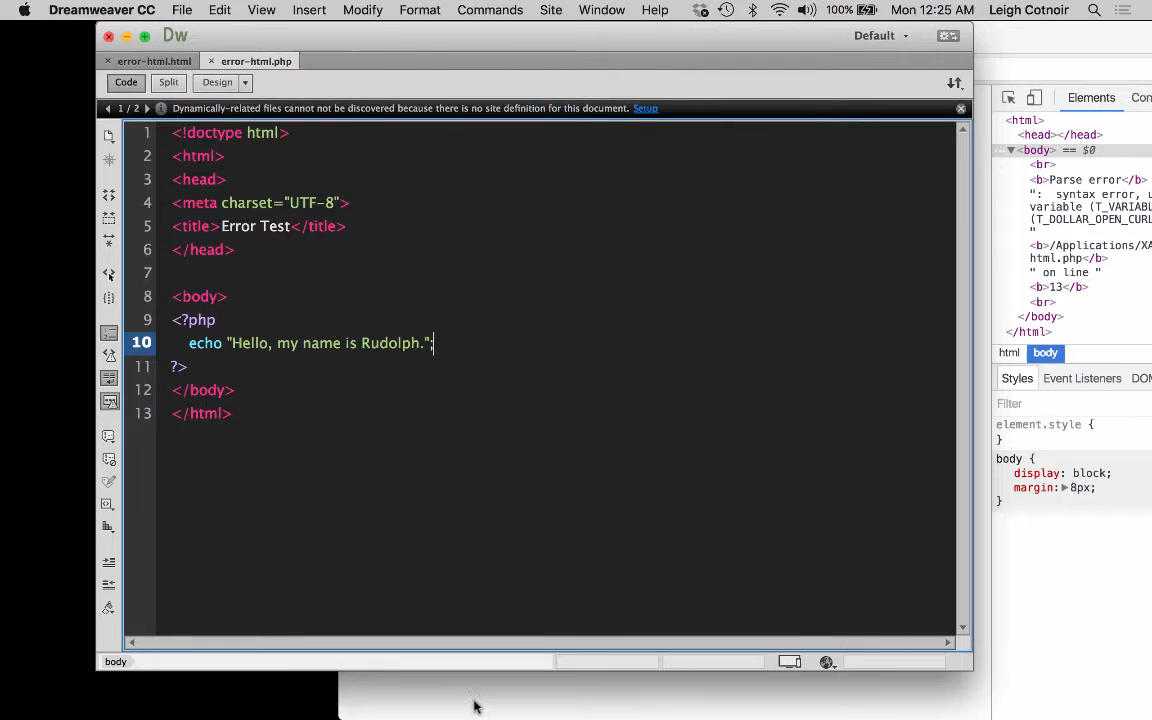 Dreamweaver CC File Edit View Insert Modify Format Commands Site Window Help 100% Mon 12:25 AM Leigh Cotnoir
Dw Default
× error-html.html × error-html.php
Code Split Design
1 / 2 Dynamically-related files cannot not be discovered because there is no site definition for this document. Setup
1 <!doctype html>
2 <html>
3 <head>
4 <meta charset="UTF-8">
5 <title>Error Test</title>
6 </head>
7
8 <body>
9 <?php
10 echo "Hello, my name is Rudolph.";
11 ?>
12 </body>
13 </html>
body
Elements Con
<html>
<head></head>
<body> == $0
<br>
<b>Parse error</b>
":  syntax error, u
variable (T_VARIABL
(T_DOLLAR_OPEN_CURL
"
<b>/Applications/XA
html.php</b>
" on line "
<b>13</b>
<br>
</body>
</html>
html body
Styles Event Listeners DOM
Filter
element.style {
}
body {
display: block;
margin: 8px;
}